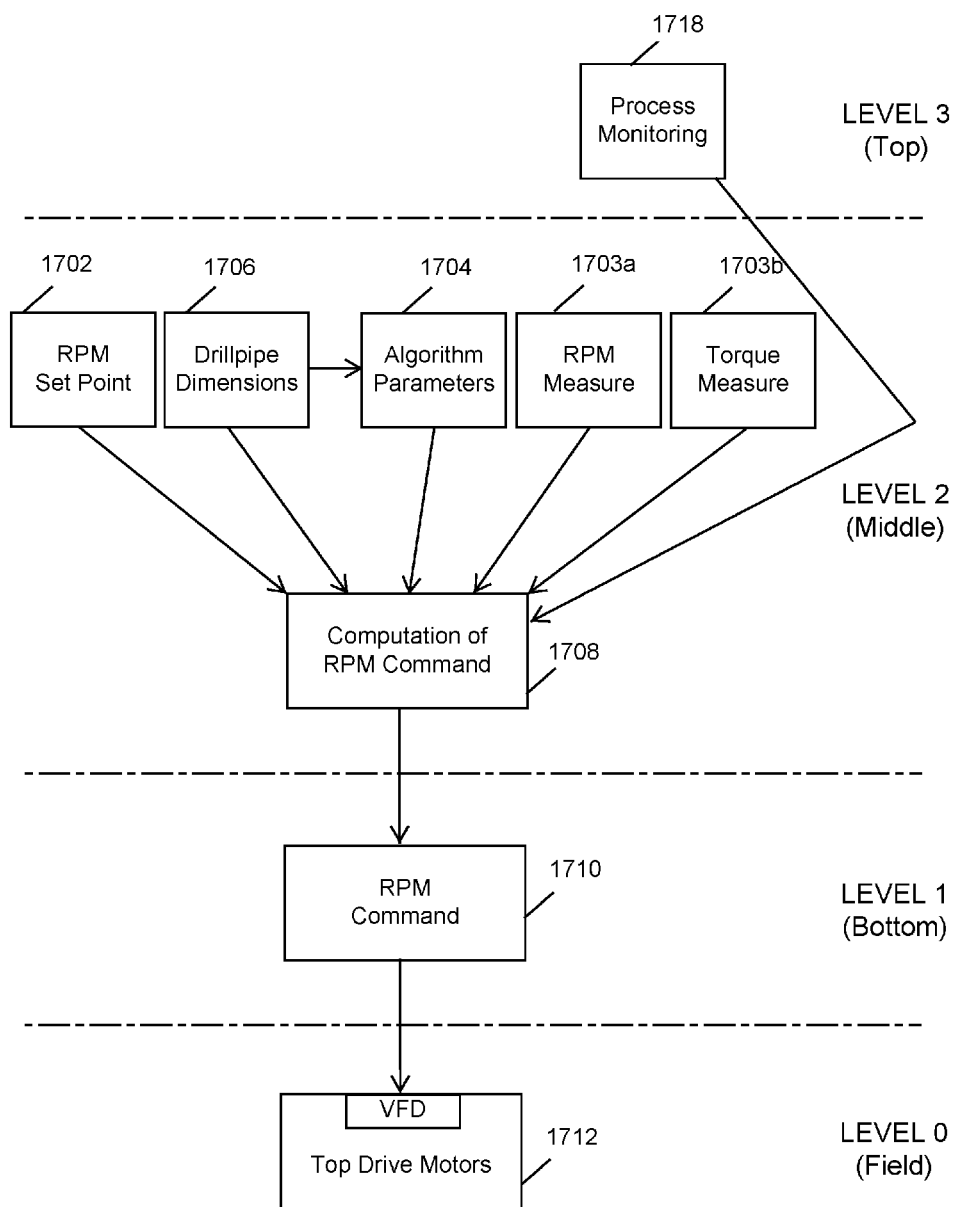 1718
Process
Monitoring
LEVEL 3
(Top)
1702
1706
1704
1703a
1703b
RPM
Set Point
Drillpipe
Dimensions
Algorithm
Parameters
RPM
Measure
Torque
Measure
LEVEL 2
(Middle)
Computation of
RPM Command
1708
RPM
Command
1710
LEVEL 1
(Bottom)
VFD
Top Drive Motors
1712
LEVEL 0
(Field)